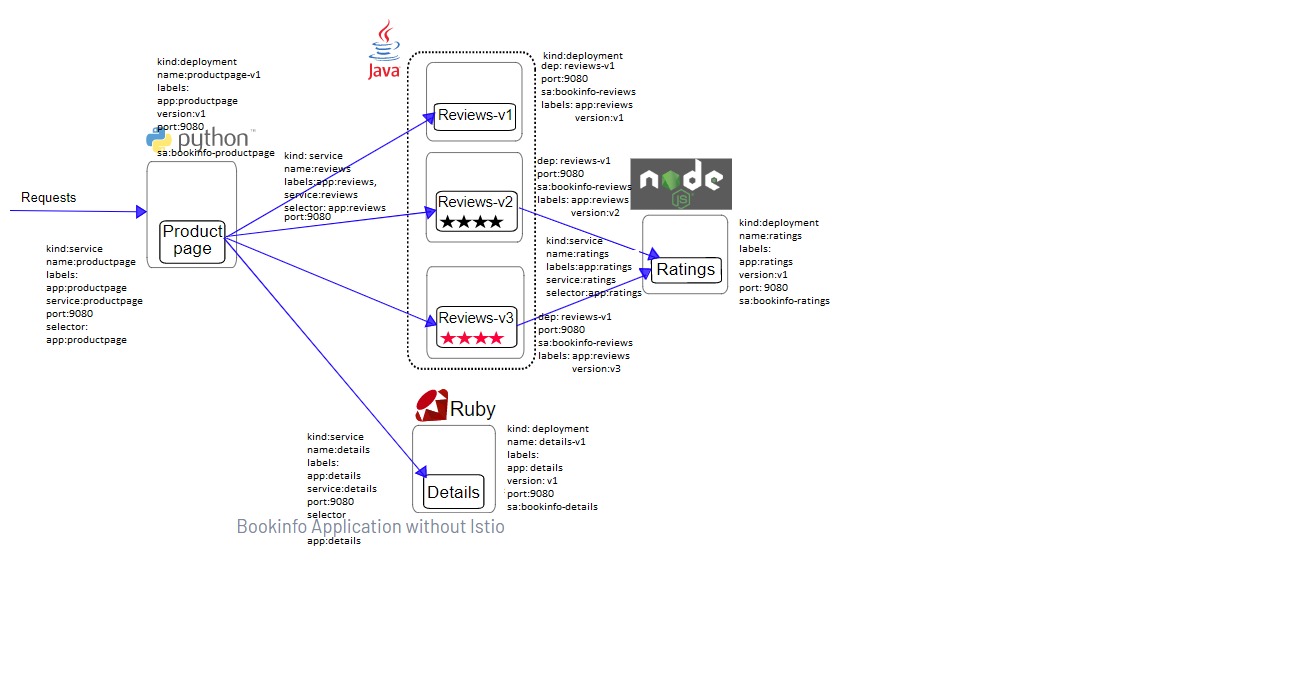 kind:deployment
name:productpage-v1
labels:
app:productpage
version:v1
port:9080
python™
sa:bookinfo-productpage
Requests
Product
page
kind:service
name:productpage
labels:
app:productpage
service:productpage
port:9080
selector:
app:productpage
kind: service
name:reviews
labels:app:reviews,
service:reviews
selector: app:reviews
port:9080
Java
Reviews-v1
kind:deployment
dep: reviews-v1
port:9080
sa:bookinfo-reviews
labels: app:reviews
version:v1
Reviews-v2
dep: reviews-v1
port:9080
sa:bookinfo-reviews
labels: app:reviews
version:v2
kind:service
name:ratings
labels:app:ratings
service:ratings
selector:app:ratings
Reviews-v3
dep: reviews-v1
port:9080
sa:bookinfo-reviews
labels: app:reviews
version:v3
node
JS
Ratings
kind:deployment
name:ratings
labels:
app:ratings
version:v1
port: 9080
sa:bookinfo-ratings
Ruby
Details
kind:service
name:details
labels:
app:details
service:details
port:9080
selector
app:details
kind: deployment
name: details-v1
labels:
app: details
version: v1
port:9080
sa:bookinfo-details
Bookinfo Application without Istio